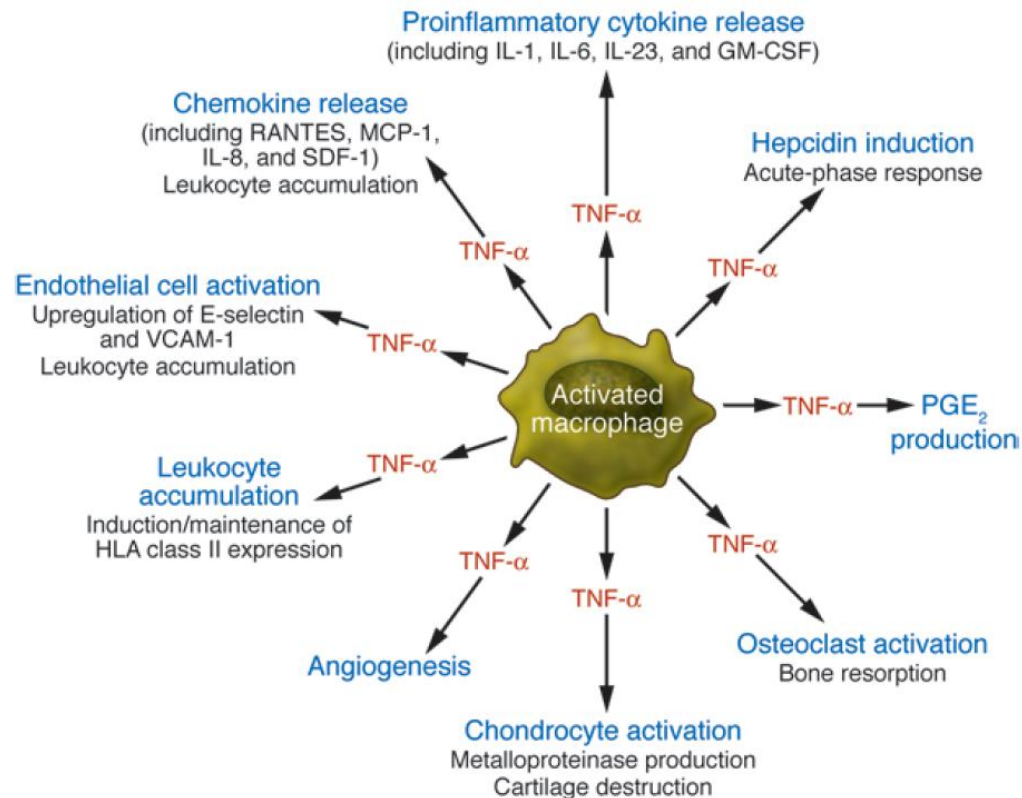 Proinflammatory cytokine release
(including IL-1, IL-6, IL-23, and GM-CSF)
Chemokine release
(including RANTES, MCP-1,
IL-8, and SDF-1)
Leukocyte accumulation
Hepcidin induction
Acute-phase response
TNF-α
TNF-α
TNF-α
Endothelial cell activation
Upregulation of E-selectin
and VCAM-1
Leukocyte accumulation
TNF-α
Activated
macrophage
TNF-α
PGE₂
production
Leukocyte
accumulation
Induction/maintenance of
HLA class II expression
TNF-α
TNF-α
TNF-α
TNF-α
Angiogenesis
Osteoclast activation
Bone resorption
Chondrocyte activation
Metalloproteinase production
Cartilage destruction